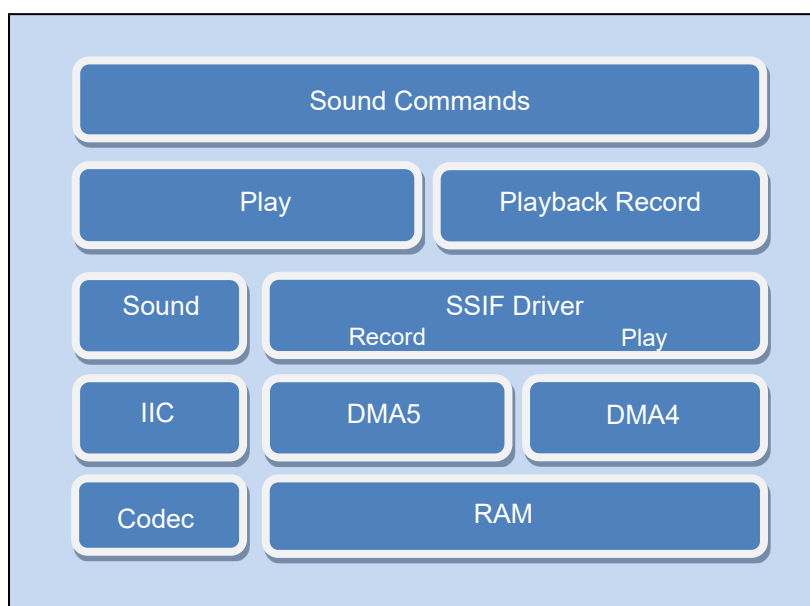 Sound Commands
Play
Playback Record
Sound
SSIF Driver
Record
Play
IIC
DMA5
DMA4
Codec
RAM